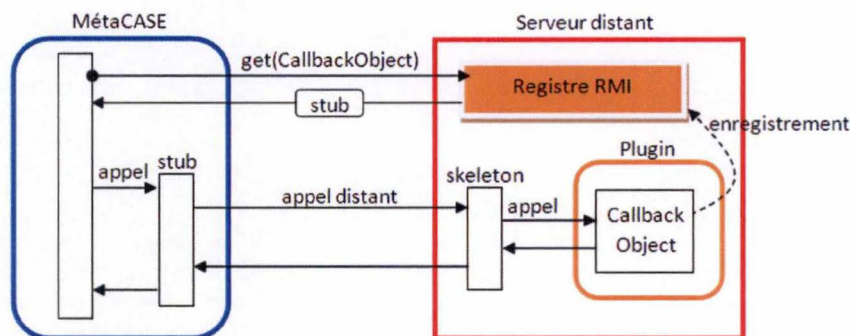 MétaCASE
Serveur distant
get(CallbackObject)
Registre RMI
stub
enregistrement
Plugin
stub
skeleton
appel
appel distant
appel
Callback
Object